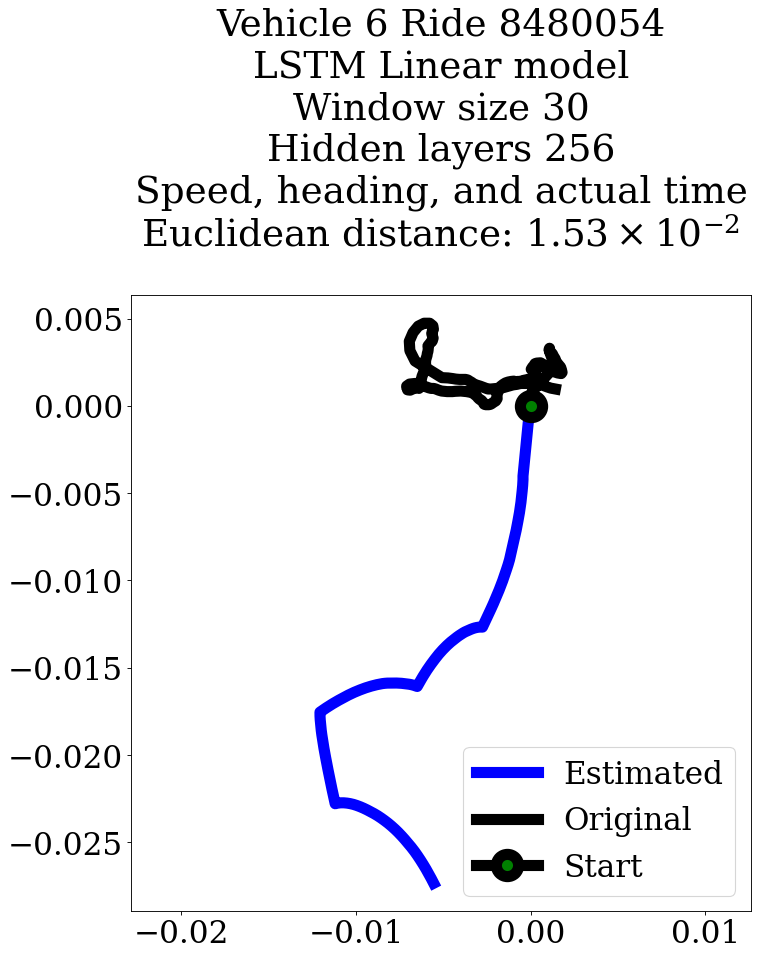 Vehicle 6 Ride 8480054
LSTM Linear model
Window size 30
Hidden layers 256
Speed, heading, and actual time
Euclidean distance: 1.53 × 10⁻²
0.005
0.000
−0.005
−0.010
−0.015
−0.020
−0.025
Estimated
Original
Start
−0.02 −0.01 0.00 0.01